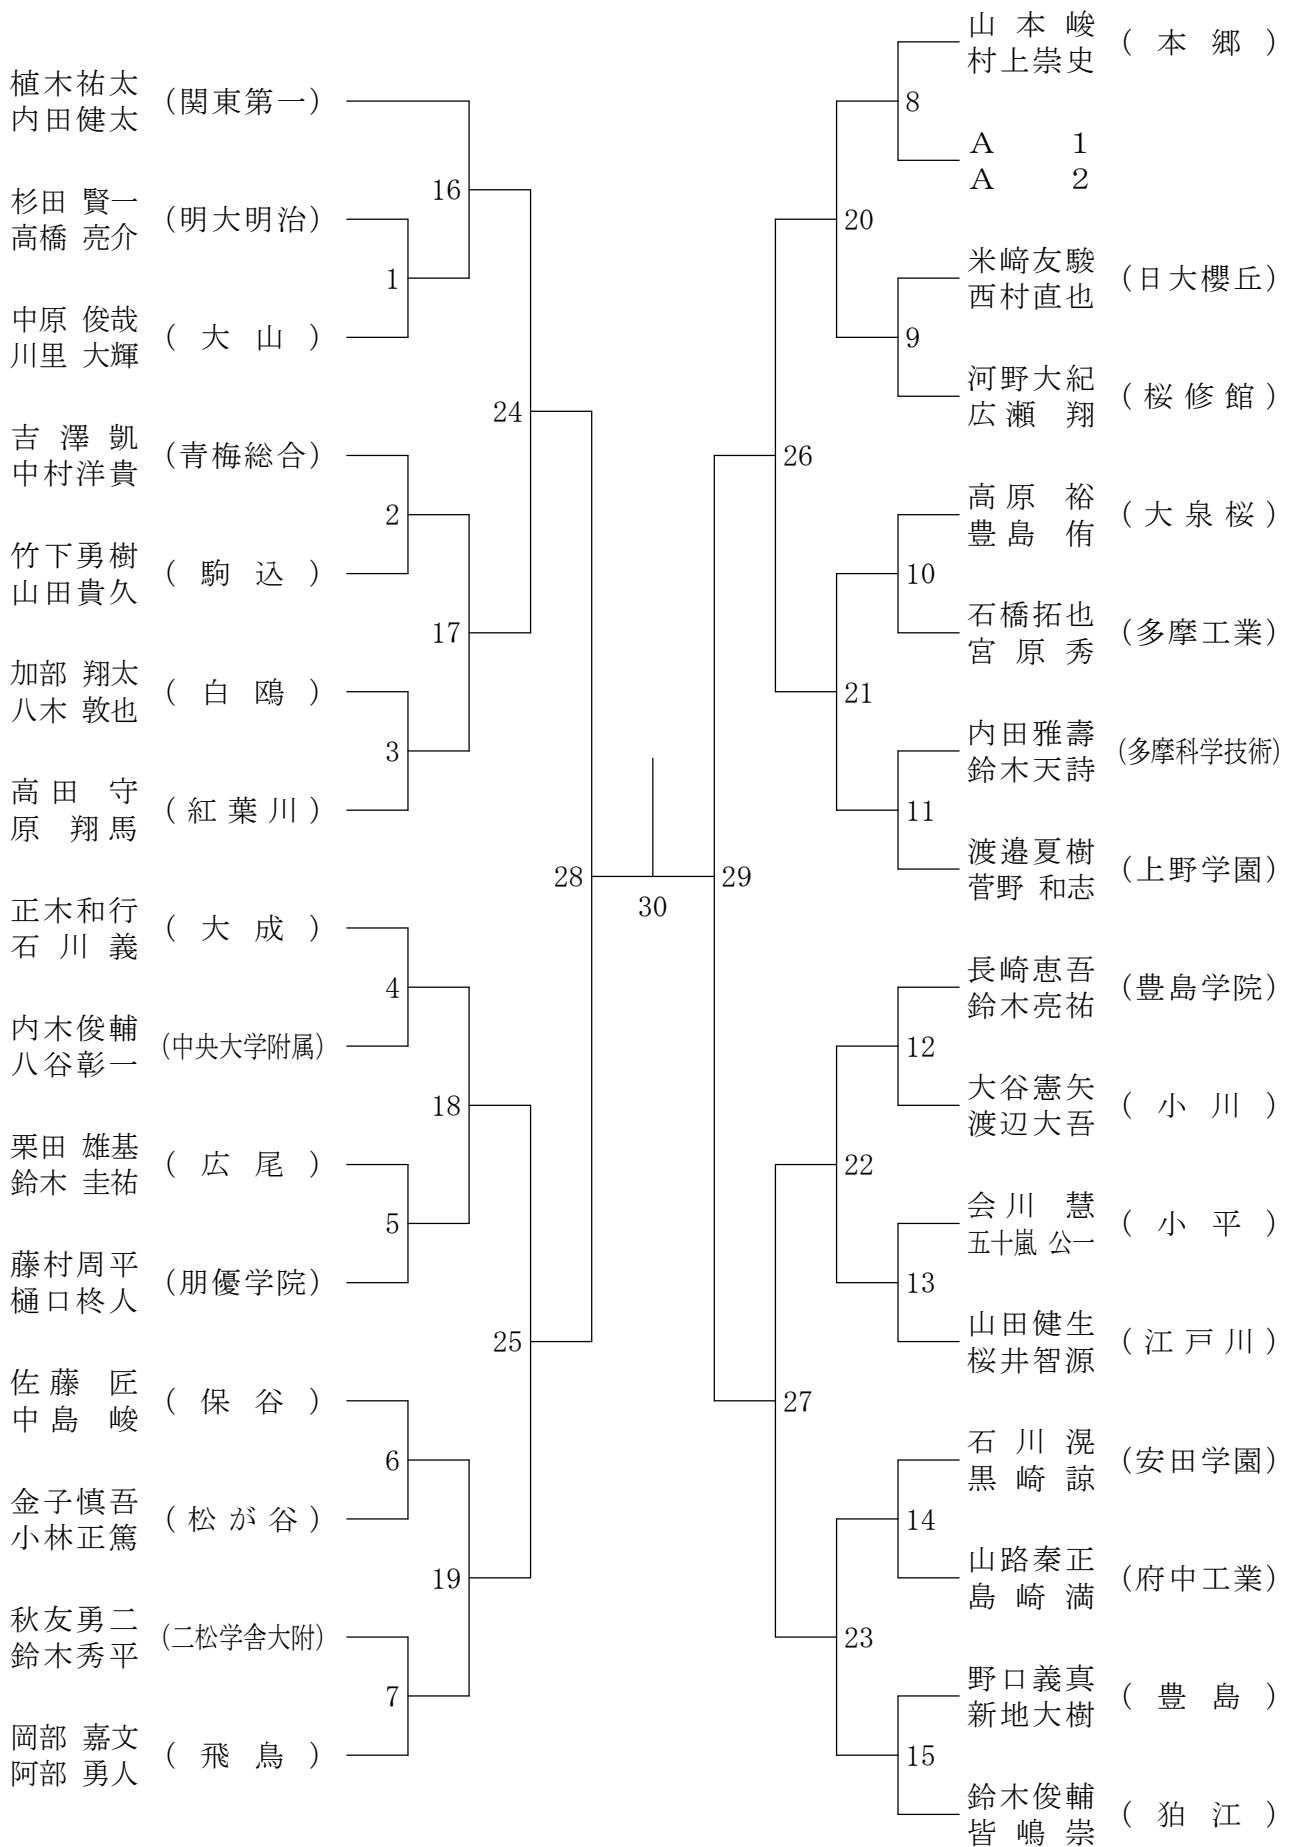 植木祐太
内田健太
(関東第一)
16
杉田 賢一
高橋 亮介
(明大明治)
1
中原 俊哉
川里 大輝
(大山)
24
吉澤凱
中村洋貴
(青梅総合)
2
竹下勇樹
山田貴久
(駒込)
17
加部 翔太
八木 敦也
(白鴎)
3
高田守
原翔馬
(紅葉川)
28
正木和行
石川義
(大成)
4
内木俊輔
八谷彰一
(中央大学附属)
18
栗田 雄基
鈴木 圭祐
(広尾)
5
藤村周平
樋口柊人
(朋優学院)
25
佐藤匠
中島峻
(保谷)
6
金子慎吾
小林正篤
(松が谷)
19
秋友勇二
鈴木秀平
(二松学舎大附)
7
岡部 嘉文
阿部 勇人
(飛鳥)
30
山本峻
村上崇史
(本郷)
8
A 1
A 2
20
米﨑友駿
西村直也
(日大櫻丘)
9
河野大紀
広瀬翔
(桜修館)
26
高原裕
豊島侑
(大泉桜)
10
石橋拓也
宮原秀
(多摩工業)
21
内田雅壽
鈴木天詩
(多摩科学技術)
11
渡邉夏樹
菅野 和志
(上野学園)
29
長崎恵吾
鈴木亮祐
(豊島学院)
12
大谷憲矢
渡辺大吾
(小川)
22
会川慧
五十嵐 公一
(小平)
13
山田健生
桜井智源
(江戸川)
27
石川滉
黒崎諒
(安田学園)
14
山路秦正
島崎満
(府中工業)
23
野口義真
新地大樹
(豊島)
15
鈴木俊輔
皆嶋崇
(狛江)